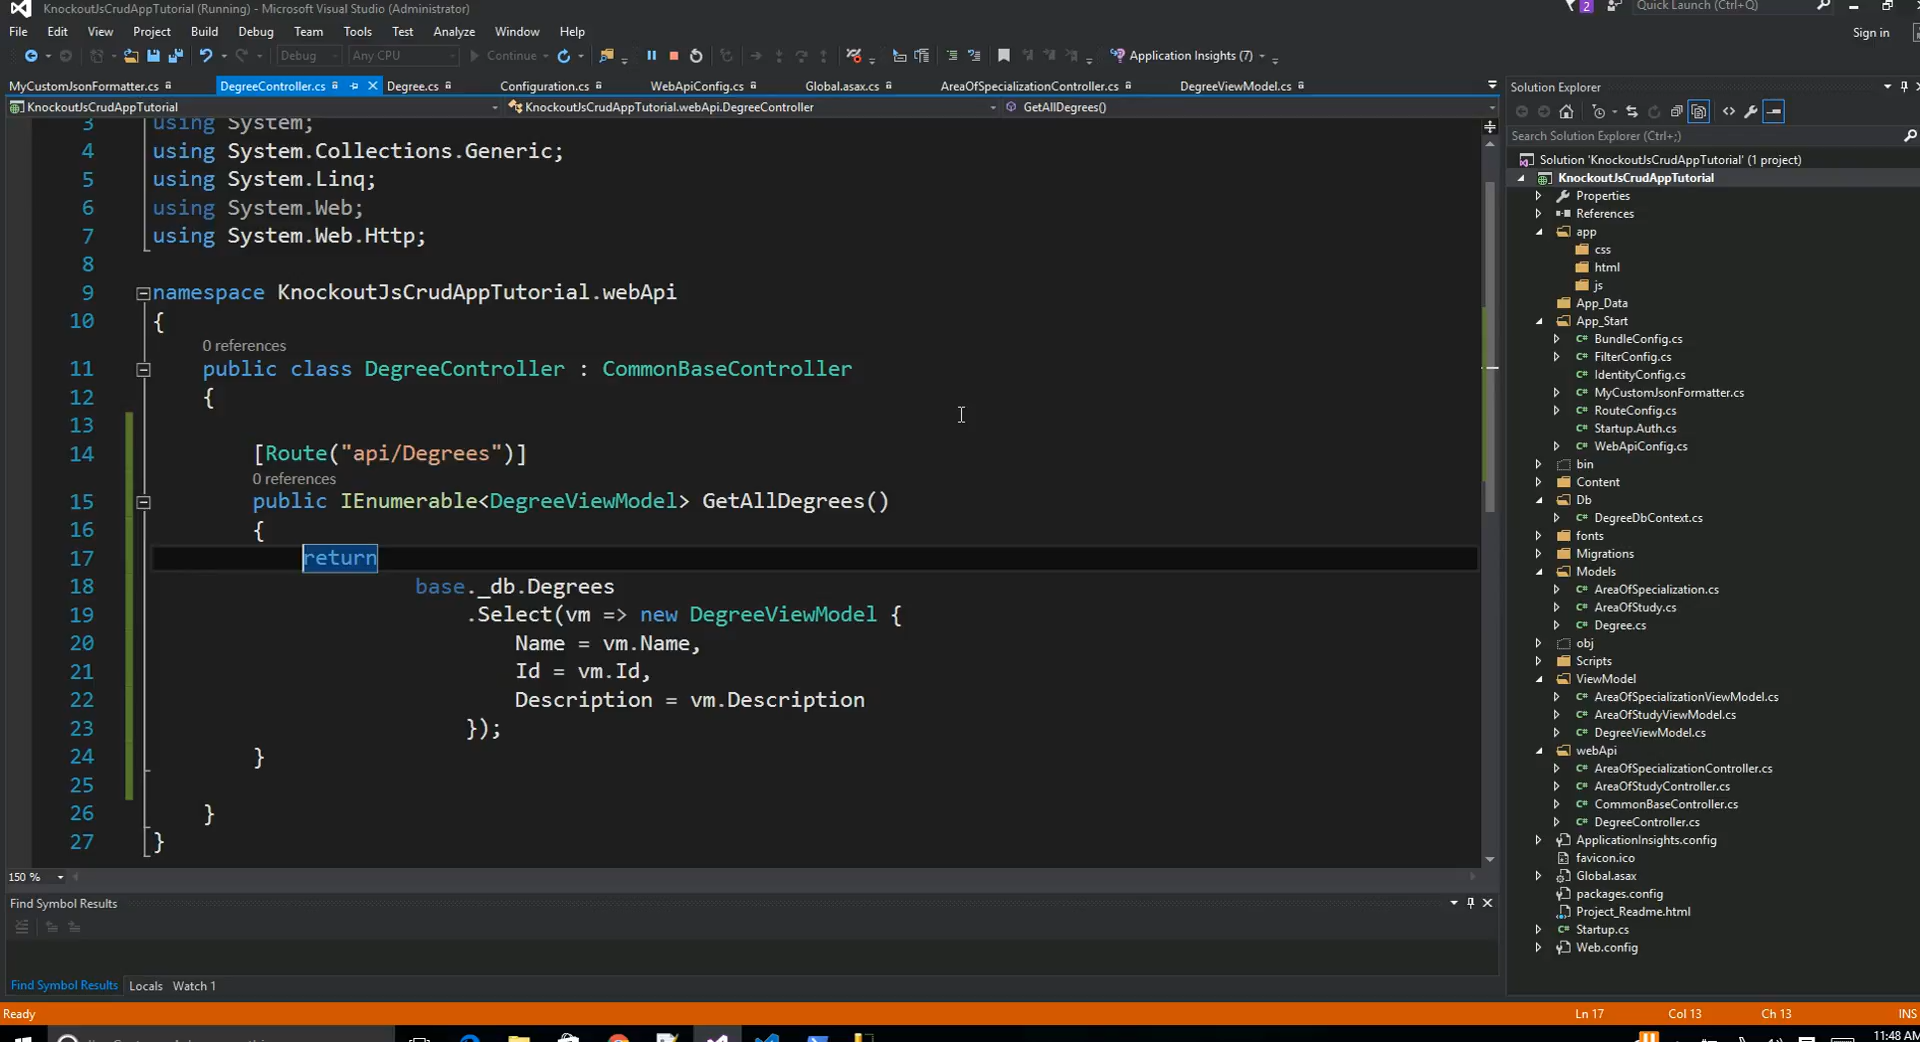 KnockoutJsCrudAppTutorial (Running) - Microsoft Visual Studio (Administrator)
2
Quick Launch (Ctrl+Q)
File Edit View Project Build Debug Team Tools Test Analyze Window Help
Sign in
Debug Any CPU Continue Application Insights (7)
MyCustomJsonFormatter.cs DegreeController.cs Degree.cs Configuration.cs WebApiConfig.cs Global.asax.cs AreaOfSpecializationController.cs DegreeViewModel.cs
KnockoutJsCrudAppTutorial KnockoutJsCrudAppTutorial.webApi.DegreeController GetAllDegrees()
3 using System;
4 using System.Collections.Generic;
5 using System.Linq;
6 using System.Web;
7 using System.Web.Http;
8
9 namespace KnockoutJsCrudAppTutorial.webApi
10 {
0 references
11 public class DegreeController : CommonBaseController
12 {
13
14 [Route("api/Degrees")]
0 references
15 public IEnumerable<DegreeViewModel> GetAllDegrees()
16 {
17 return
18 base._db.Degrees
19 .Select(vm => new DegreeViewModel {
20 Name = vm.Name,
21 Id = vm.Id,
22 Description = vm.Description
23 });
24 }
25
26 }
27 }
150 %
Find Symbol Results
Find Symbol Results Locals Watch 1
Solution Explorer
Search Solution Explorer (Ctrl+;)
Solution 'KnockoutJsCrudAppTutorial' (1 project)
KnockoutJsCrudAppTutorial
Properties
References
app
css
html
js
App_Data
App_Start
BundleConfig.cs
FilterConfig.cs
IdentityConfig.cs
MyCustomJsonFormatter.cs
RouteConfig.cs
Startup.Auth.cs
WebApiConfig.cs
bin
Content
Db
DegreeDbContext.cs
fonts
Migrations
Models
AreaOfSpecialization.cs
AreaOfStudy.cs
Degree.cs
obj
Scripts
ViewModel
AreaOfSpecializationViewModel.cs
AreaOfStudyViewModel.cs
DegreeViewModel.cs
webApi
AreaOfSpecializationController.cs
AreaOfStudyController.cs
CommonBaseController.cs
DegreeController.cs
ApplicationInsights.config
favicon.ico
Global.asax
packages.config
Project_Readme.html
Startup.cs
Web.config
Ready Ln 17 Col 13 Ch 13 INS
11:48 AM